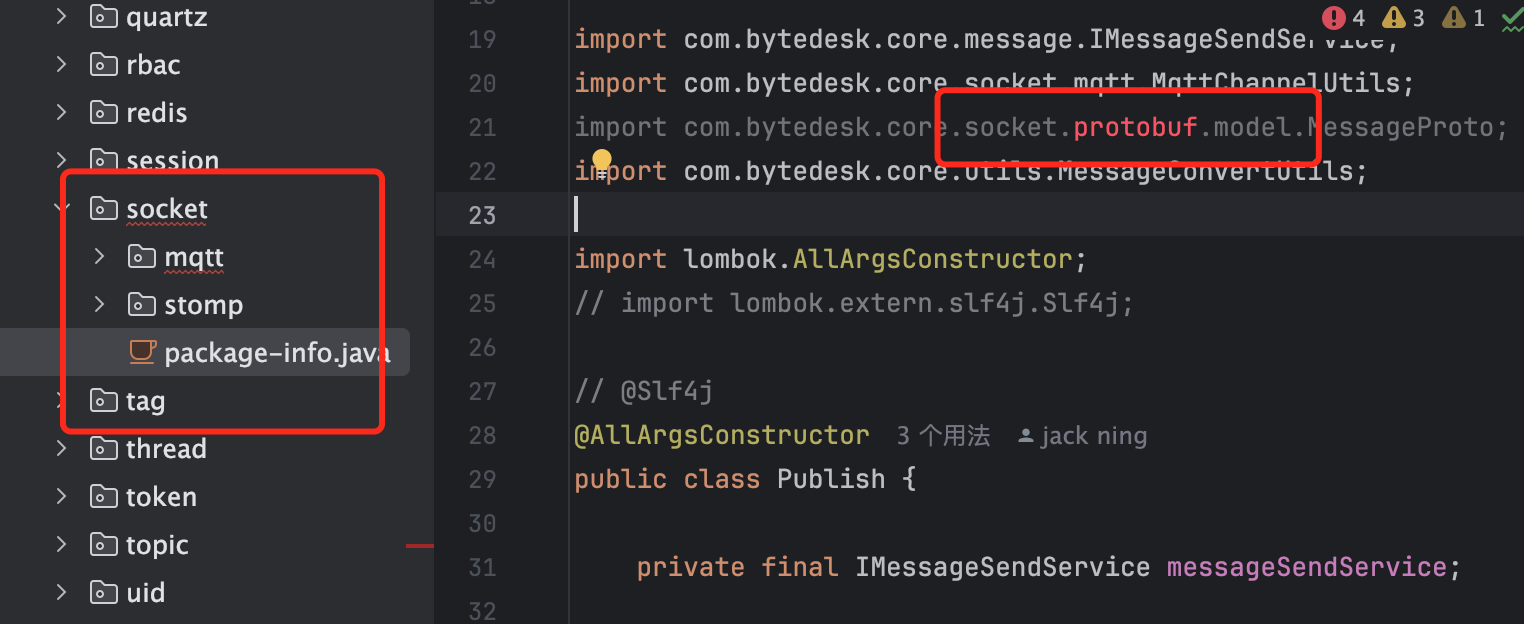 quartz
rbac
redis
session
socket
mqtt
stomp
package-info.java
tag
thread
token
topic
uid
4 3 1
19 import com.bytedesk.core.message.IMessageSendService;
20 import com.bytedesk.core.socket.mqtt.MqttChannelUtils;
21 import com.bytedesk.core.socket.protobuf.model.MessageProto;
22 import com.bytedesk.core.utils.MessageConvertUtils;
23
24 import lombok.AllArgsConstructor;
25 // import lombok.extern.slf4j.Slf4j;
26
27 // @Slf4j
28 @AllArgsConstructor 3 个用法 jack ning
29 public class Publish {
30
31 private final IMessageSendService messageSendService;
32